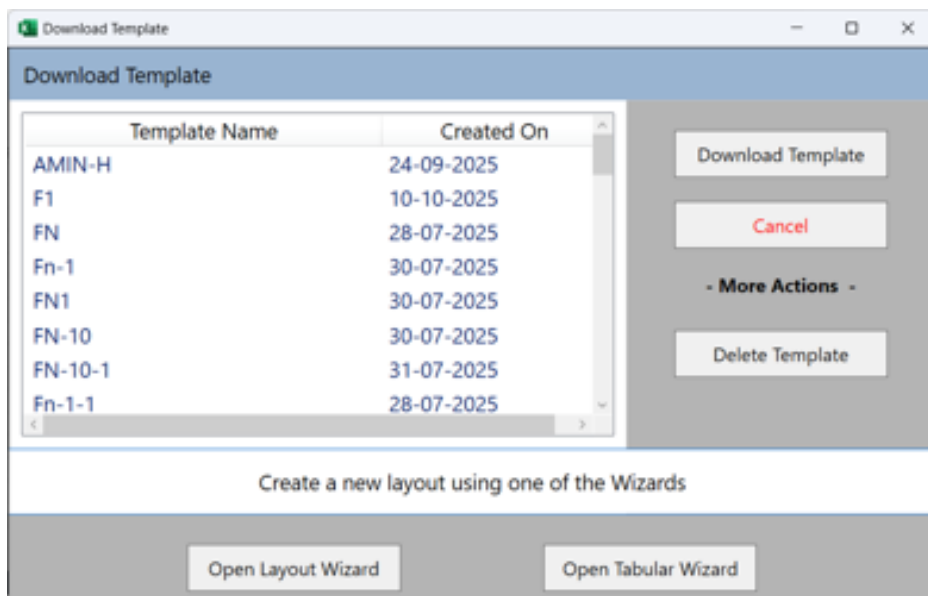 Download Template
Download Template
Template Name Created On
AMIN-H 24-09-2025
F1 10-10-2025
FN 28-07-2025
Fn-1 30-07-2025
FN1 30-07-2025
FN-10 30-07-2025
FN-10-1 31-07-2025
Fn-1-1 28-07-2025
Download Template
Cancel
- More Actions -
Delete Template
Create a new layout using one of the Wizards
Open Layout Wizard Open Tabular Wizard